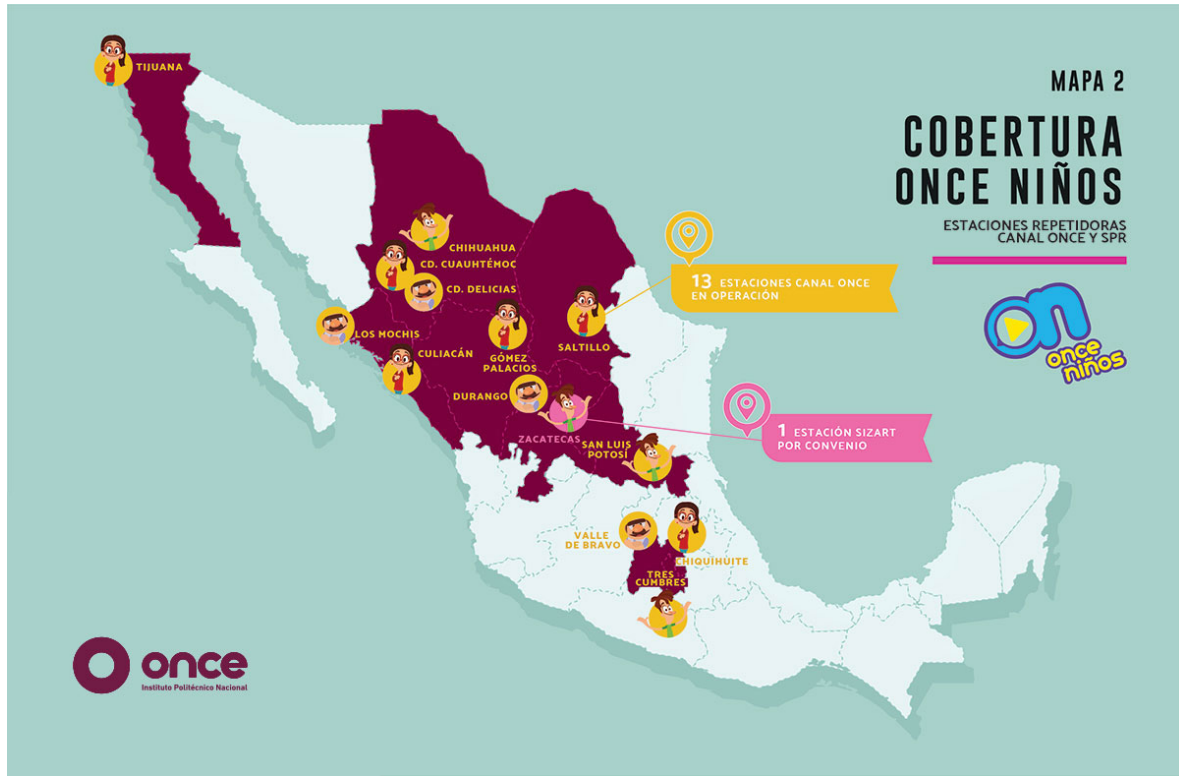 MAPA 2
COBERTURA
ONCE NIÑOS
ESTACIONES REPETIDORAS
CANAL ONCE Y SPR
on
once
niños
TIJUANA
CHIHUAHUA
CD. CUAUHTÉMOC
CD. DELICIAS
LOS MOCHIS
CULIACÁN
GÓMEZ
PALACIOS
SALTILLO
DURANGO
ZACATECAS
SAN LUIS
POTOSÍ
VALLE
DE BRAVO
CHIQUIHUITE
TRES
CUMBRES
13 ESTACIONES CANAL ONCE
EN OPERACIÓN
1 ESTACIÓN SIZART
POR CONVENIO
once
Instituto Politécnico Nacional